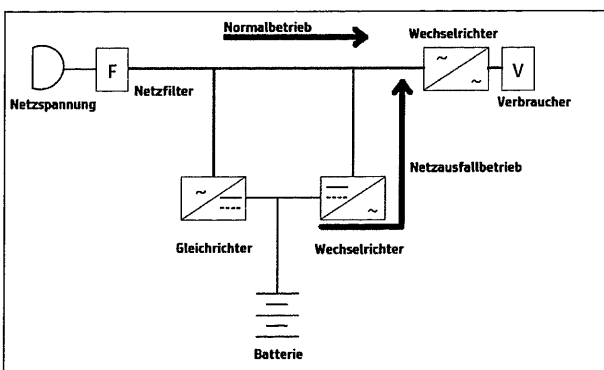 Normalbetrieb
Wechselrichter
~
~
F
V
Netzspannung
Netzfilter
Verbraucher
Netzausfallbetrieb
~
~
Gleichrichter
Wechselrichter
Batterie